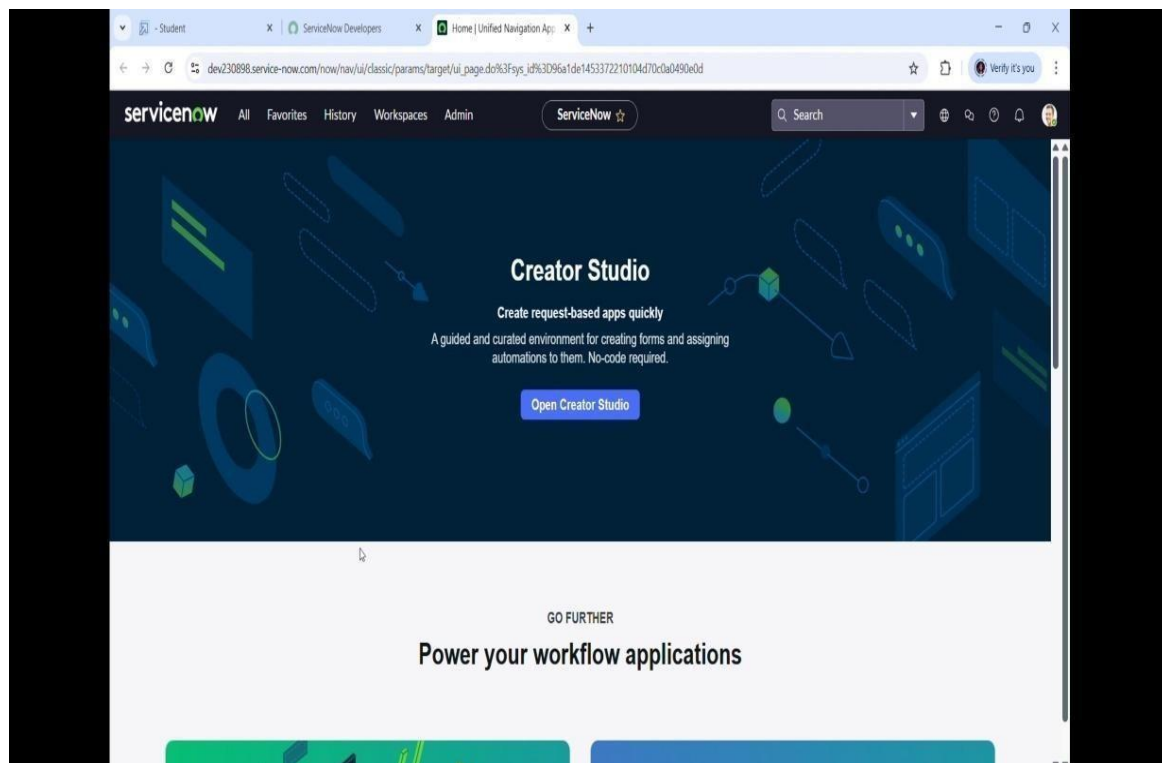 - Student
ServiceNow Developers
Home | Unified Navigation App
dev230898.service-now.com/now/nav/ui/classic/params/target/ui_page.do%3Fsys_id%3D96a1de1453372210104d70c0a0490e0d
Verify it's you
servicenow All Favorites History Workspaces Admin ServiceNow Search
Creator Studio
Create request-based apps quickly
A guided and curated environment for creating forms and assigning
automations to them. No-code required.
Open Creator Studio
GO FURTHER
Power your workflow applications